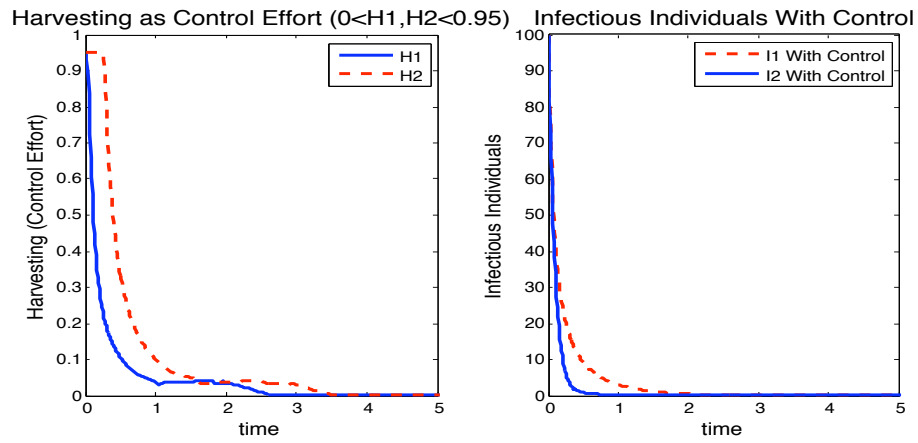 Harvesting as Control Effort (0<H1,H2<0.95)
Harvesting (Control Effort)
1
0.9
0.8
0.7
0.6
0.5
0.4
0.3
0.2
0.1
0
0 1 2 3 4 5
time
H1
H2
Infectious Individuals With Control
Infectious Individuals
100
90
80
70
60
50
40
30
20
10
0
0 1 2 3 4 5
time
I1 With Control
I2 With Control